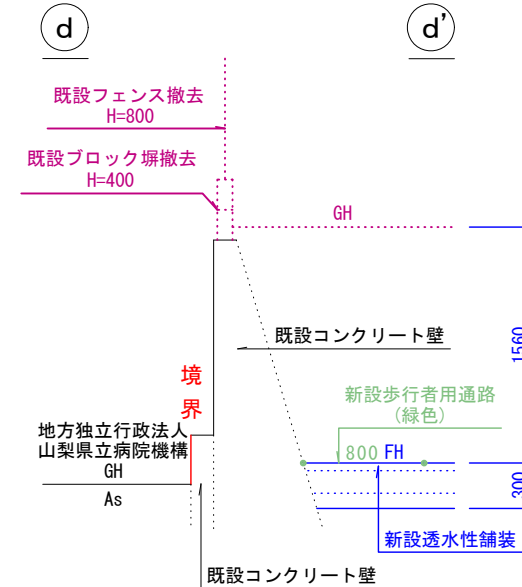 d
d'
既設フェンス撤去
H=800
既設ブロック塀撤去
H=400
GH
1560
既設コンクリート壁
境
界
新設歩行者用通路
(緑色)
地方独立行政法人
山梨県立病院機構
GH
As
800 FH
300
新設透水性舗装
既設コンクリート壁